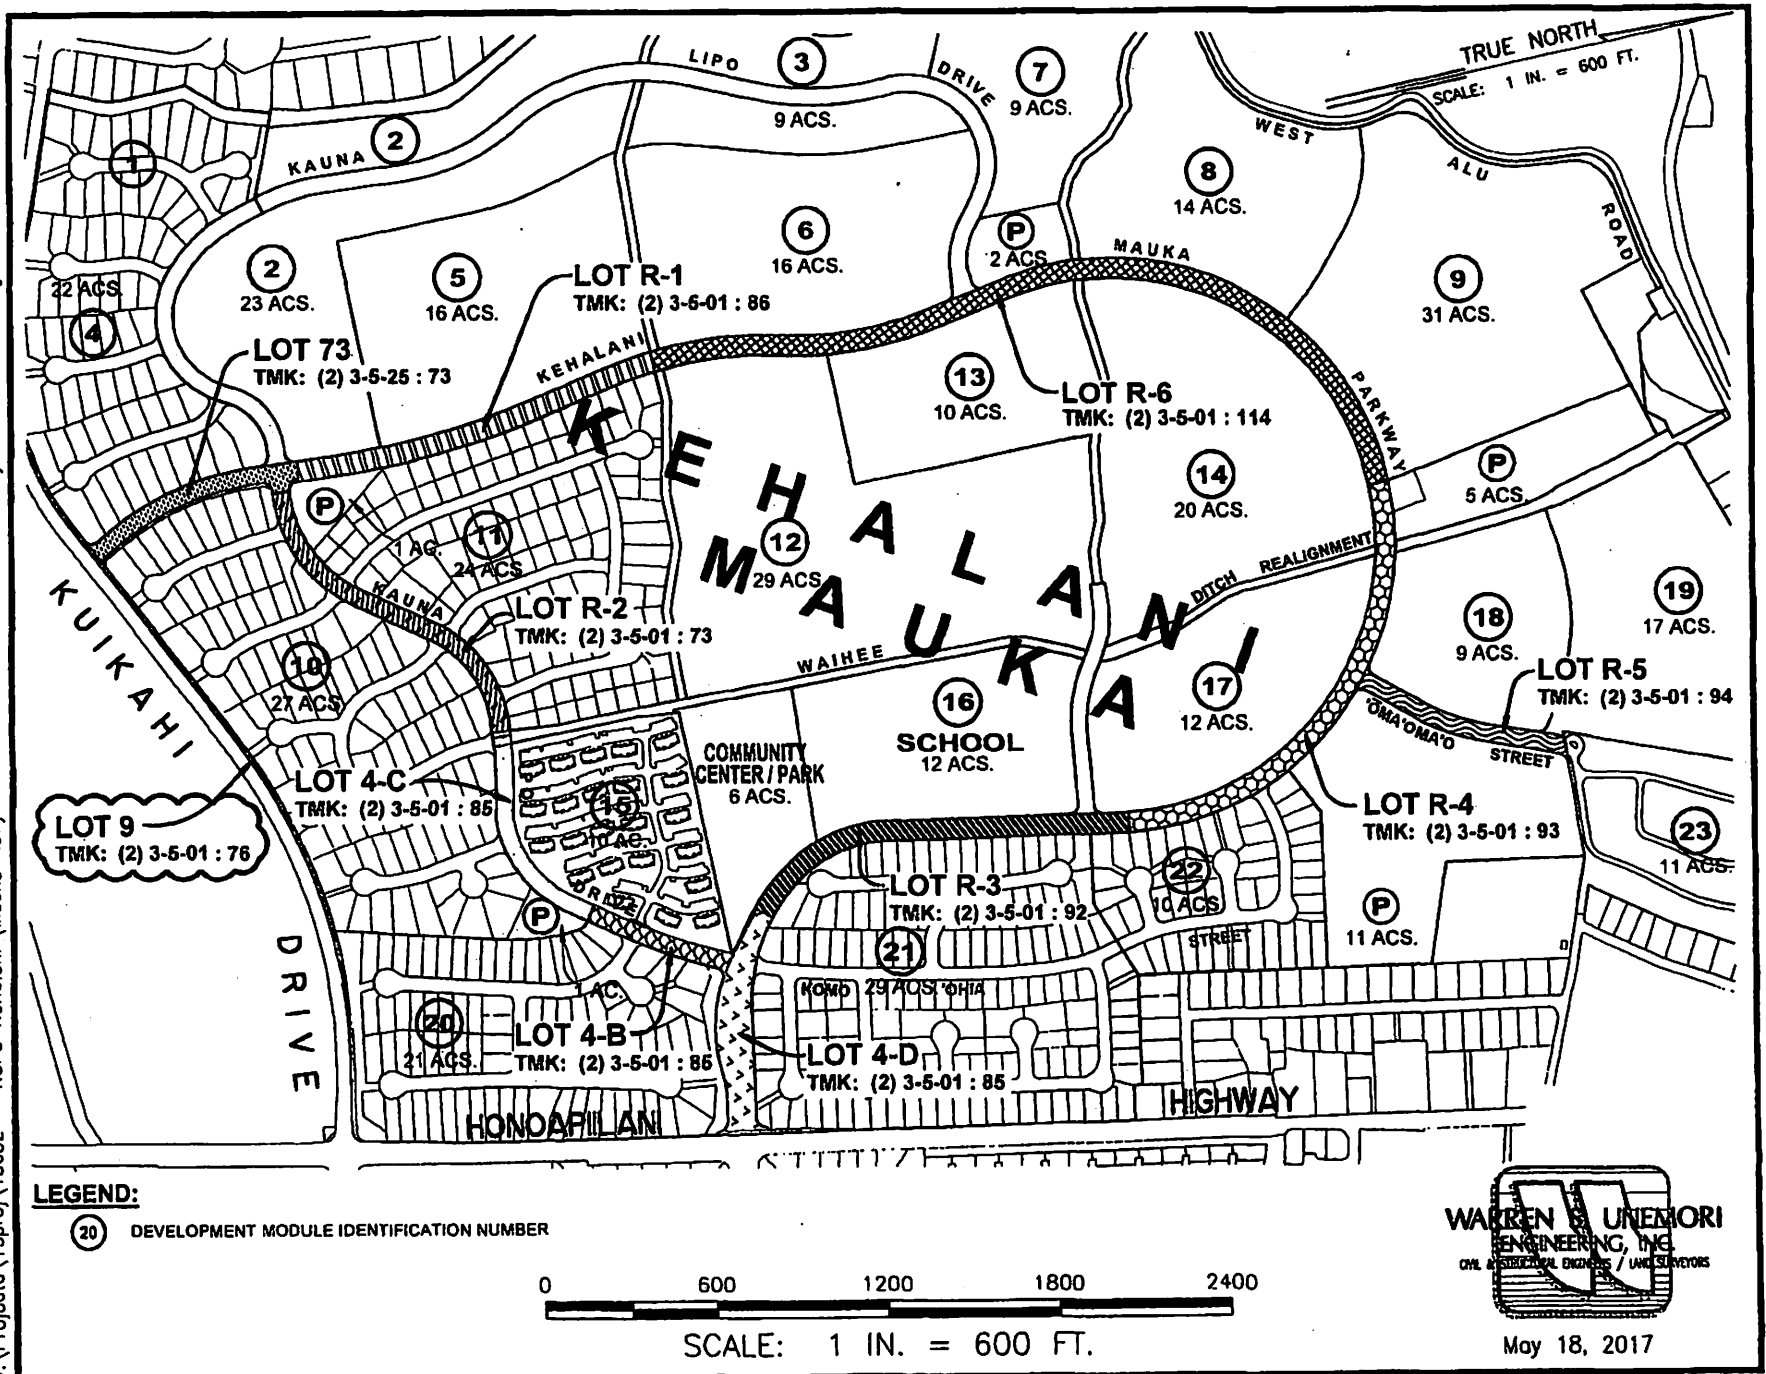 TRUE NORTH
SCALE: 1 IN. = 600 FT.
LIPO
DRIVE
3
9 ACS.
7
9 ACS.
WEST
ALU
ROAD
KAUNA
2
1
8
14 ACS.
6
16 ACS.
P
2 ACS
MAUKA
2
23 ACS.
5
16 ACS.
LOT R-1
TMK: (2) 3-5-01 : 86
9
31 ACS.
22 ACS.
4
LOT 73
TMK: (2) 3-5-25 : 73
KEHALANI
13
10 ACS.
LOT R-6
TMK: (2) 3-5-01 : 114
PARKWAY
KEHALANI
MAUKA
14
20 ACS.
P
5 ACS.
P
1 AC.
11
24 ACS
12
29 ACS
DITCH REALIGNMENT
KUIKAHI
KAUNA
LOT R-2
TMK: (2) 3-5-01 : 73
WAIHEE
18
9 ACS.
19
17 ACS.
10
27 ACS
16
SCHOOL
12 ACS.
17
12 ACS.
LOT R-5
TMK: (2) 3-5-01 : 94
'OMA'OMA'O
STREET
COMMUNITY
CENTER / PARK
6 ACS.
LOT 4-C
TMK: (2) 3-5-01 : 85
15
10 AC.
LOT 9
TMK: (2) 3-5-01 : 76
LOT R-4
TMK: (2) 3-5-01 : 93
23
11 ACS.
DRIVE
P
1 AC.
22
10 ACS
LOT R-3
TMK: (2) 3-5-01 : 92
P
11 ACS.
STREET
21
29 ACS.
KOMO OHIA
DRIVE
20
21 ACS.
LOT 4-B
TMK: (2) 3-5-01 : 85
LOT 4-D
TMK: (2) 3-5-01 : 85
HONOAPIILANI
HIGHWAY
LEGEND:
20 DEVELOPMENT MODULE IDENTIFICATION NUMBER
0 600 1200 1800 2400
SCALE: 1 IN. = 600 FT.
WARREN S. UNEMORI
ENGINEERING, INC.
CIVIL & STRUCTURAL ENGINEERS / LAND SURVEYORS
May 18, 2017